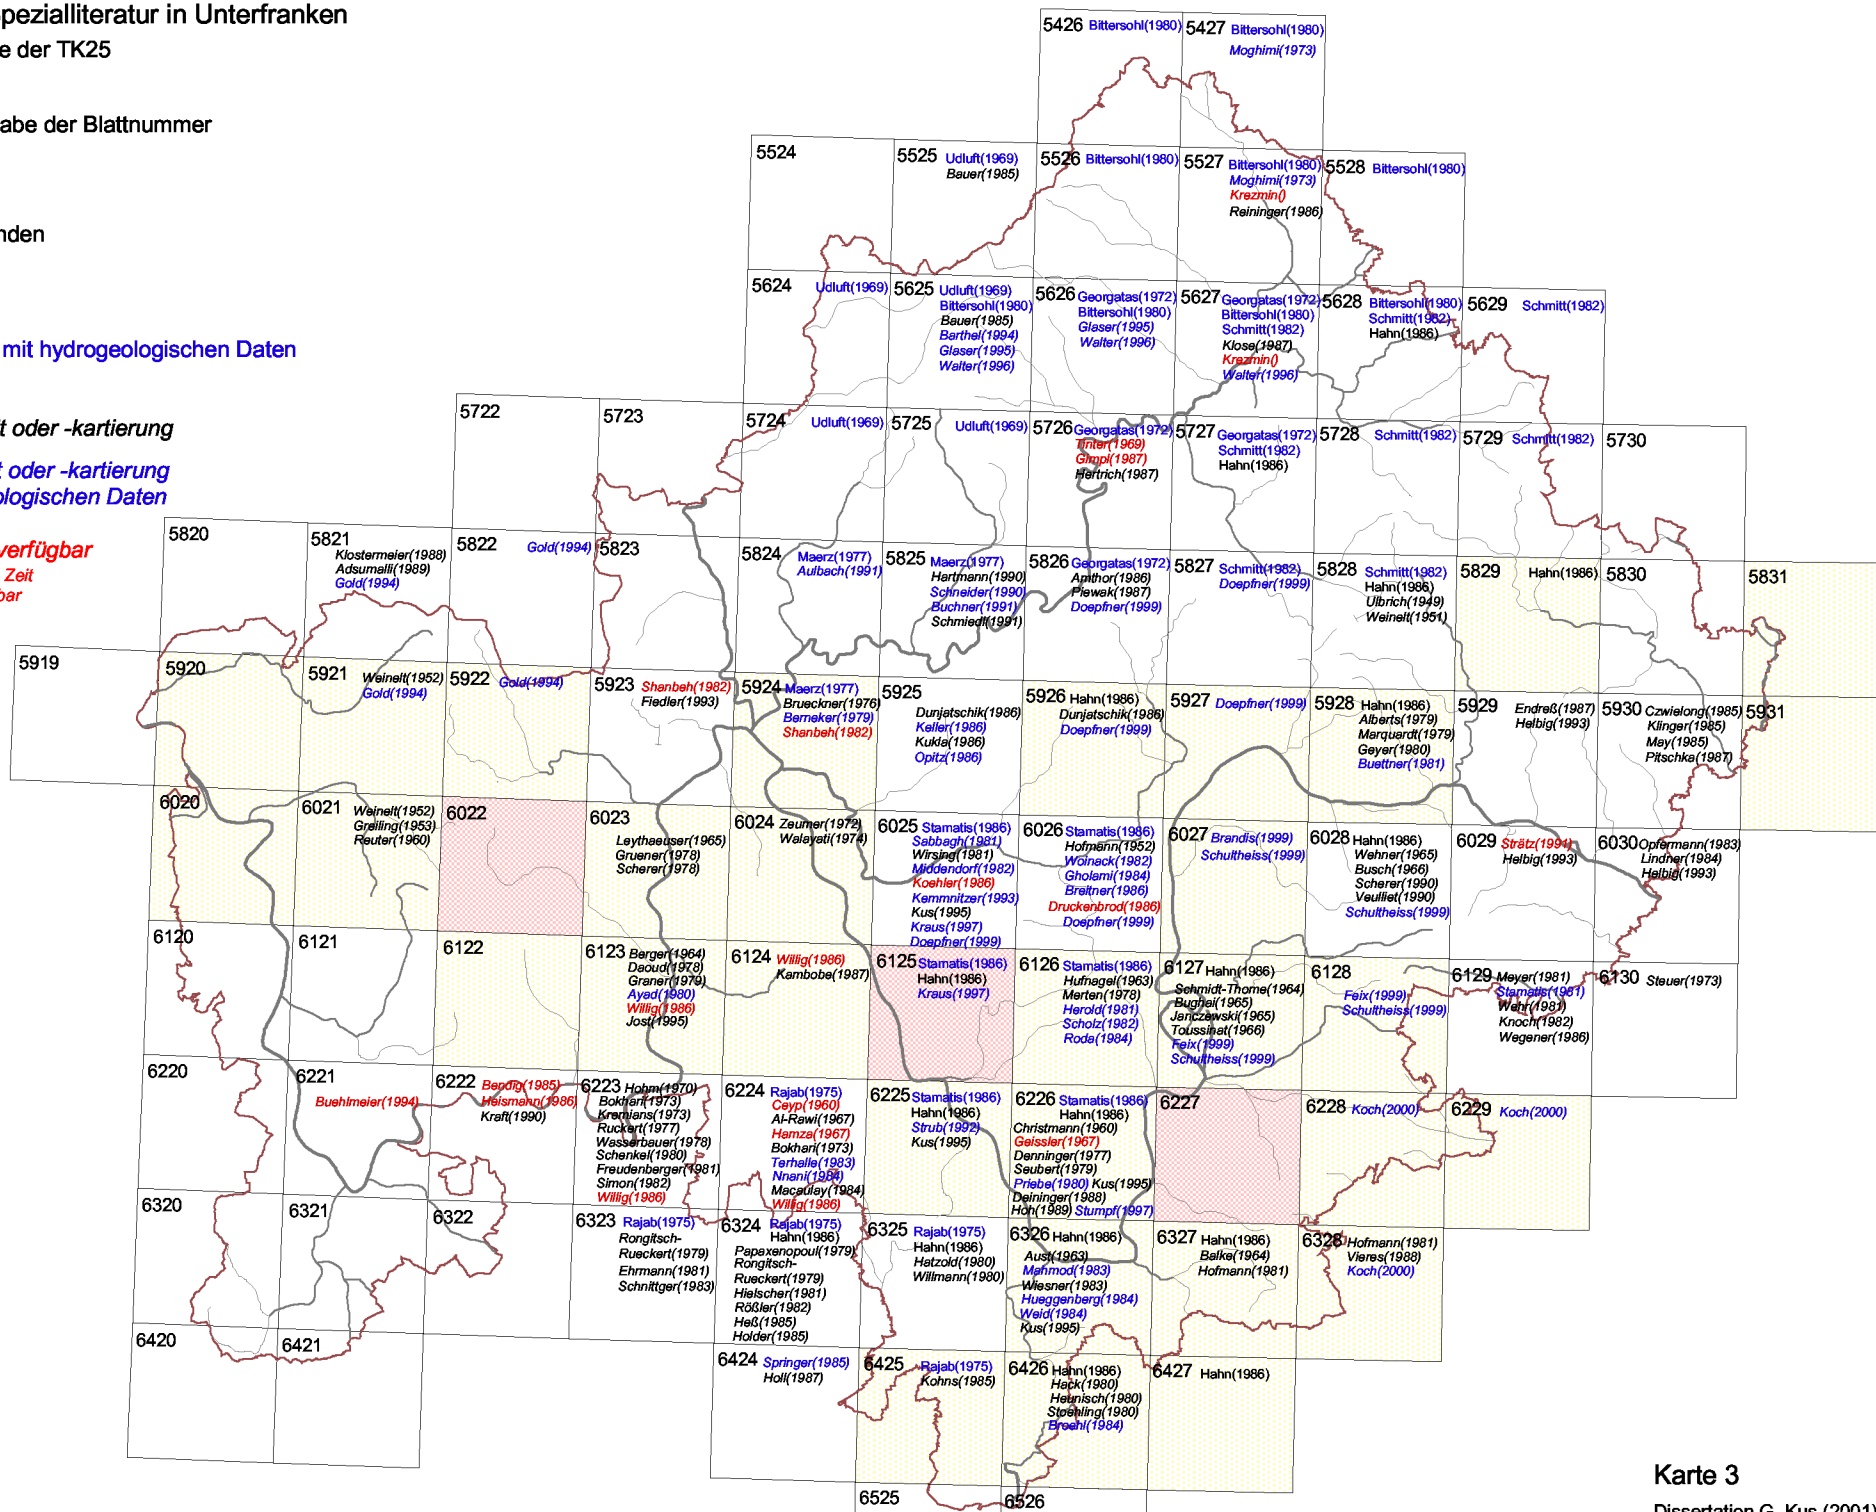 pezialliteratur in Unterfranken
e der TK25
abe der Blattnummer
nden
mit hydrogeologischen Daten
t oder -kartierung
t oder -kartierung
ologischen Daten
verfügbar
Zeit
bar
5426 Bittersohl(1980)
5427 Bittersohl(1980)
Moghimi(1973)
5524
5525 Udluft(1969)
Bauer(1985)
5526 Bittersohl(1980)
5527 Bittersohl(1980)
Moghimi(1973)
Krezmin()
Reininger(1986)
5528 Bittersohl(1980)
5624 Udluft(1969)
5625 Udluft(1969)
Bittersohl(1980)
Bauer(1985)
Barthel(1994)
Glaser(1995)
Walter(1996)
5626 Georgatas(1972)
Bittersohl(1980)
Glaser(1995)
Walter(1996)
5627 Georgatas(1972)
Bittersohl(1980)
Schmitt(1982)
Klose(1987)
Krezmin()
Walter(1996)
5628 Bittersohl(1980)
Schmitt(1982)
Hahn(1986)
5629 Schmitt(1982)
5722
5723
5724 Udluft(1969)
5725 Udluft(1969)
5726 Georgatas(1972)
Tinter(1969)
Gimpl(1987)
Hertrich(1987)
5727 Georgatas(1972)
Schmitt(1982)
Hahn(1986)
5728 Schmitt(1982)
5729 Schmitt(1982)
5730
5820
5821
Klostermeier(1988)
Adsumalli(1989)
Gold(1994)
5822 Gold(1994)
5823
5824 Maerz(1977)
Aulbach(1991)
5825 Maerz(1977)
Hartmann(1990)
Schneider(1990)
Buchner(1991)
Schmiedl(1991)
5826 Georgatas(1972)
Amthor(1986)
Piewak(1987)
Doepfner(1999)
5827 Schmitt(1982)
Doepfner(1999)
5828 Schmitt(1982)
Hahn(1986)
Ulbrich(1949)
Weinelt(1951)
5829 Hahn(1986)
5830
5831
5919
5920
5921 Weinelt(1952)
Gold(1994)
5922 Gold(1994)
5923 Shanbeh(1982)
Fiedler(1993)
5924 Maerz(1977)
Brueckner(1976)
Berneker(1979)
Shanbeh(1982)
5925
Dunjatschik(1986)
Keller(1986)
Kukla(1986)
Opitz(1986)
5926 Hahn(1986)
Dunjatschik(1986)
Doepfner(1999)
5927 Doepfner(1999)
5928 Hahn(1986)
Alberts(1979)
Marquardt(1979)
Geyer(1980)
Buettner(1981)
5929 Endreß(1987)
Helbig(1993)
5930 Czwielong(1985)
Klinger(1985)
May(1985)
Pitschka(1987)
5931
6020
6021 Weinelt(1952)
Greiling(1953)
Reuter(1960)
6022
6023
Leythaeuser(1965)
Gruener(1978)
Scherer(1978)
6024 Zeumer(1972)
Walayati(1974)
6025 Stamatis(1986)
Sabbagh(1981)
Wirsing(1981)
Middendorf(1982)
Koehler(1986)
Kemmnitzer(1993)
Kus(1995)
Kraus(1997)
Doepfner(1999)
6026 Stamatis(1986)
Hofmann(1952)
Woinack(1982)
Gholami(1984)
Breitner(1986)
Druckenbrod(1986)
Doepfner(1999)
6027 Brandis(1999)
Schultheiss(1999)
6028 Hahn(1986)
Wehner(1965)
Busch(1966)
Scherer(1990)
Veulliet(1990)
Schultheiss(1999)
6029 Strätz(1991)
Helbig(1993)
6030 Opfermann(1983)
Lindner(1984)
Helbig(1993)
6120
6121
6122
6123 Berger(1964)
Daoud(1978)
Graner(1979)
Ayad(1980)
Willig(1986)
Jost(1995)
6124 Willig(1986)
Kambobe(1987)
6125 Stamatis(1986)
Hahn(1986)
Kraus(1997)
6126 Stamatis(1986)
Hufnagel(1963)
Merten(1978)
Herold(1981)
Scholz(1982)
Roda(1984)
6127 Hahn(1986)
Schmidt-Thome(1964)
Bughai(1965)
Janczewski(1965)
Toussinat(1966)
Feix(1999)
Schultheiss(1999)
6128
Feix(1999)
Schultheiss(1999)
6129 Meyer(1981)
Stamatis(1981)
Wehr(1981)
Knoch(1982)
Wegener(1986)
6130 Steuer(1973)
6220
6221
Buehlmeier(1994)
6222 Bendig(1985)
Heismann(1986)
Kraft(1990)
6223 Hohm(1970)
Bokhari(1973)
Kremians(1973)
Ruckert(1977)
Wasserbauer(1978)
Schenkel(1980)
Freudenberger(1981)
Simon(1982)
Willig(1986)
6224 Rajab(1975)
Ceyp(1960)
Al-Rawi(1967)
Hamza(1967)
Bokhari(1973)
Terhalle(1983)
Nnani(1984)
Macaulay(1984)
Willig(1986)
6225 Stamatis(1986)
Hahn(1986)
Strub(1992)
Kus(1995)
6226 Stamatis(1986)
Hahn(1986)
Christmann(1960)
Geissler(1967)
Denninger(1977)
Seubert(1979)
Priebe(1980) Kus(1995)
Deininger(1988)
Hoh(1989) Stumpf(1997)
6227
6228 Koch(2000)
6229 Koch(2000)
6320
6321
6322
6323 Rajab(1975)
Rongitsch-
Rueckert(1979)
Ehrmann(1981)
Schnittger(1983)
6324 Rajab(1975)
Hahn(1986)
Papaxenopoul(1979)
Rongitsch-
Rueckert(1979)
Hielscher(1981)
Rößler(1982)
Heß(1985)
Holder(1985)
6325 Rajab(1975)
Hahn(1986)
Hatzold(1980)
Willmann(1980)
6326 Hahn(1986)
Aust(1963)
Mahmod(1983)
Wiesner(1983)
Hueggenberg(1984)
Weid(1984)
Kus(1995)
6327 Hahn(1986)
Balke(1964)
Hofmann(1981)
6328 Hofmann(1981)
Vieres(1988)
Koch(2000)
6420
6421
6424 Springer(1985)
Holl(1987)
6425 Rajab(1975)
Kohns(1985)
6426 Hahn(1986)
Hack(1980)
Heunisch(1980)
Stoehling(1980)
Broehl(1984)
6427 Hahn(1986)
6525
6526
Karte 3
Dissertation G. Kus (2001)